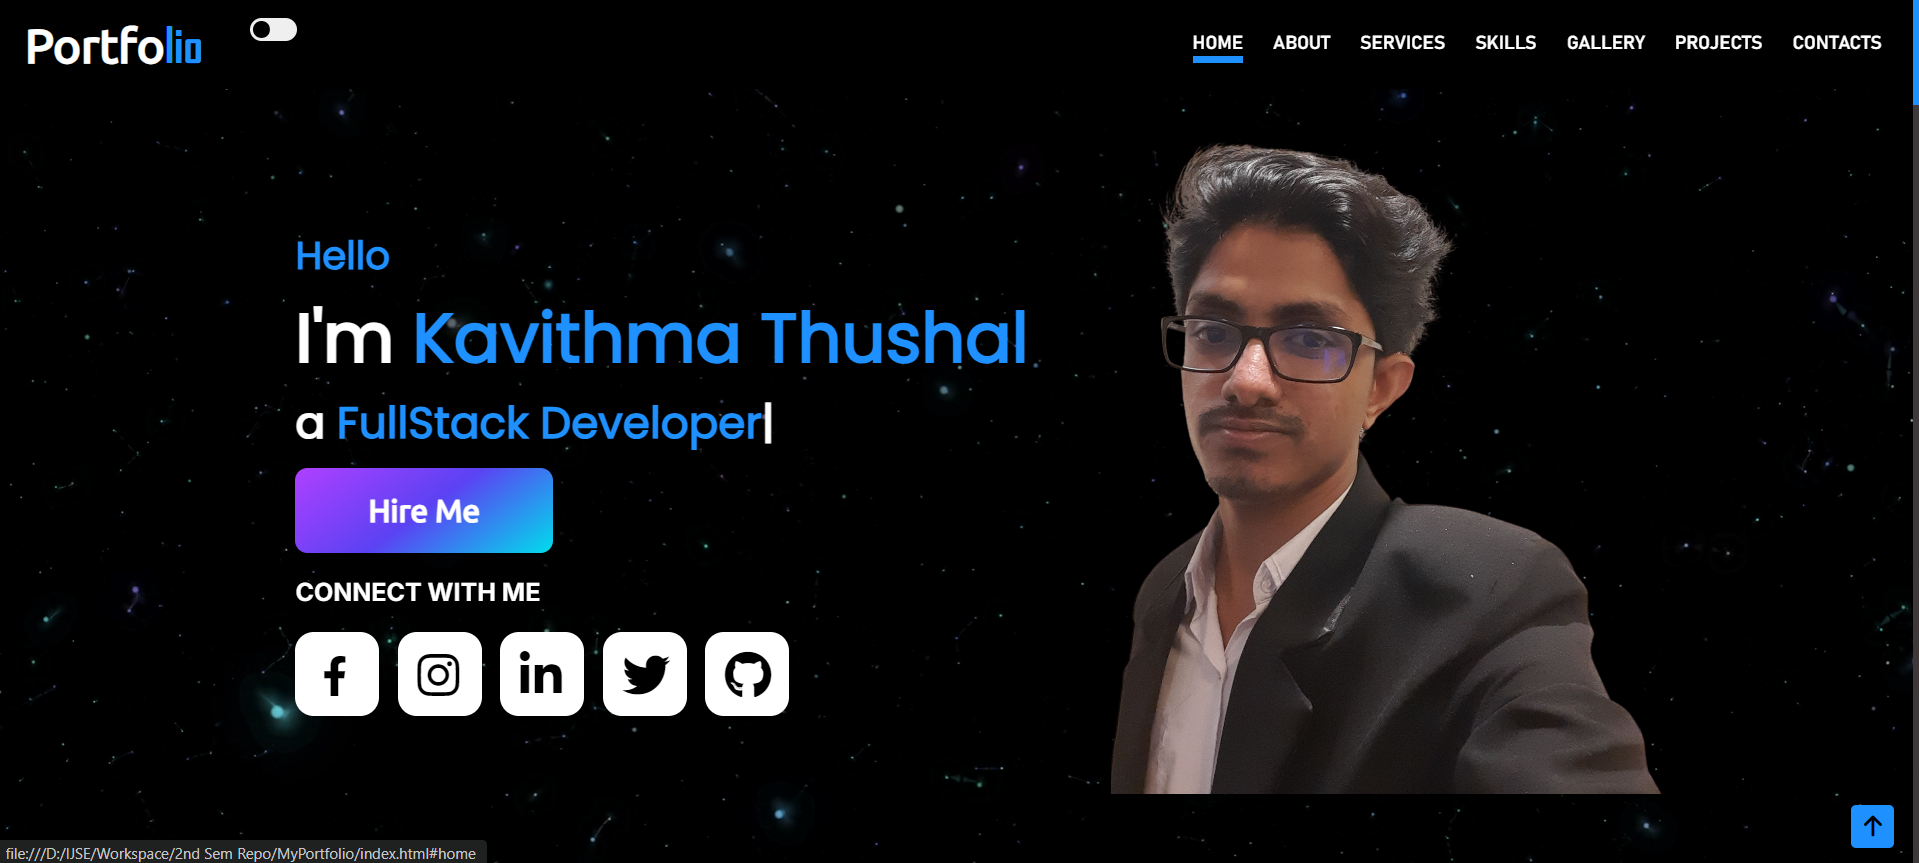 Portfolio
HOME ABOUT SERVICES SKILLS GALLERY PROJECTS CONTACTS
Hello
I'm Kavithma Thushal
a FullStack Developer|
Hire Me
CONNECT WITH ME
file:///D:/IJSE/Workspace/2nd Sem Repo/MyPortfolio/index.html#home